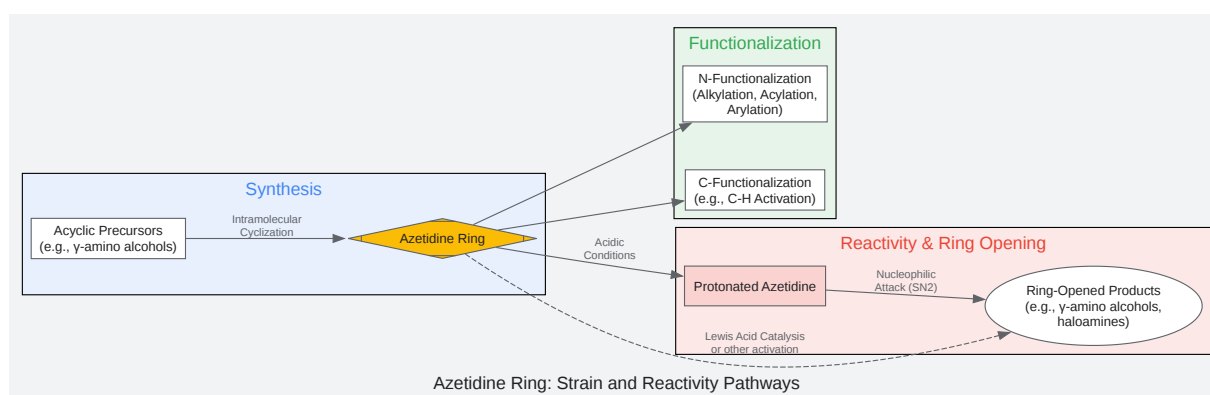 Functionalization
N-Functionalization
(Alkylation, Acylation,
Arylation)
C-Functionalization
(e.g., C-H Activation)
Synthesis
Acyclic Precursors
(e.g., γ-amino alcohols)
Intramolecular
Cyclization
Azetidine Ring
Acidic
Conditions
Reactivity & Ring Opening
Protonated Azetidine
Nucleophilic
Attack (SN2)
Ring-Opened Products
(e.g., γ-amino alcohols,
haloamines)
Lewis Acid Catalysis
or other activation
Azetidine Ring: Strain and Reactivity Pathways